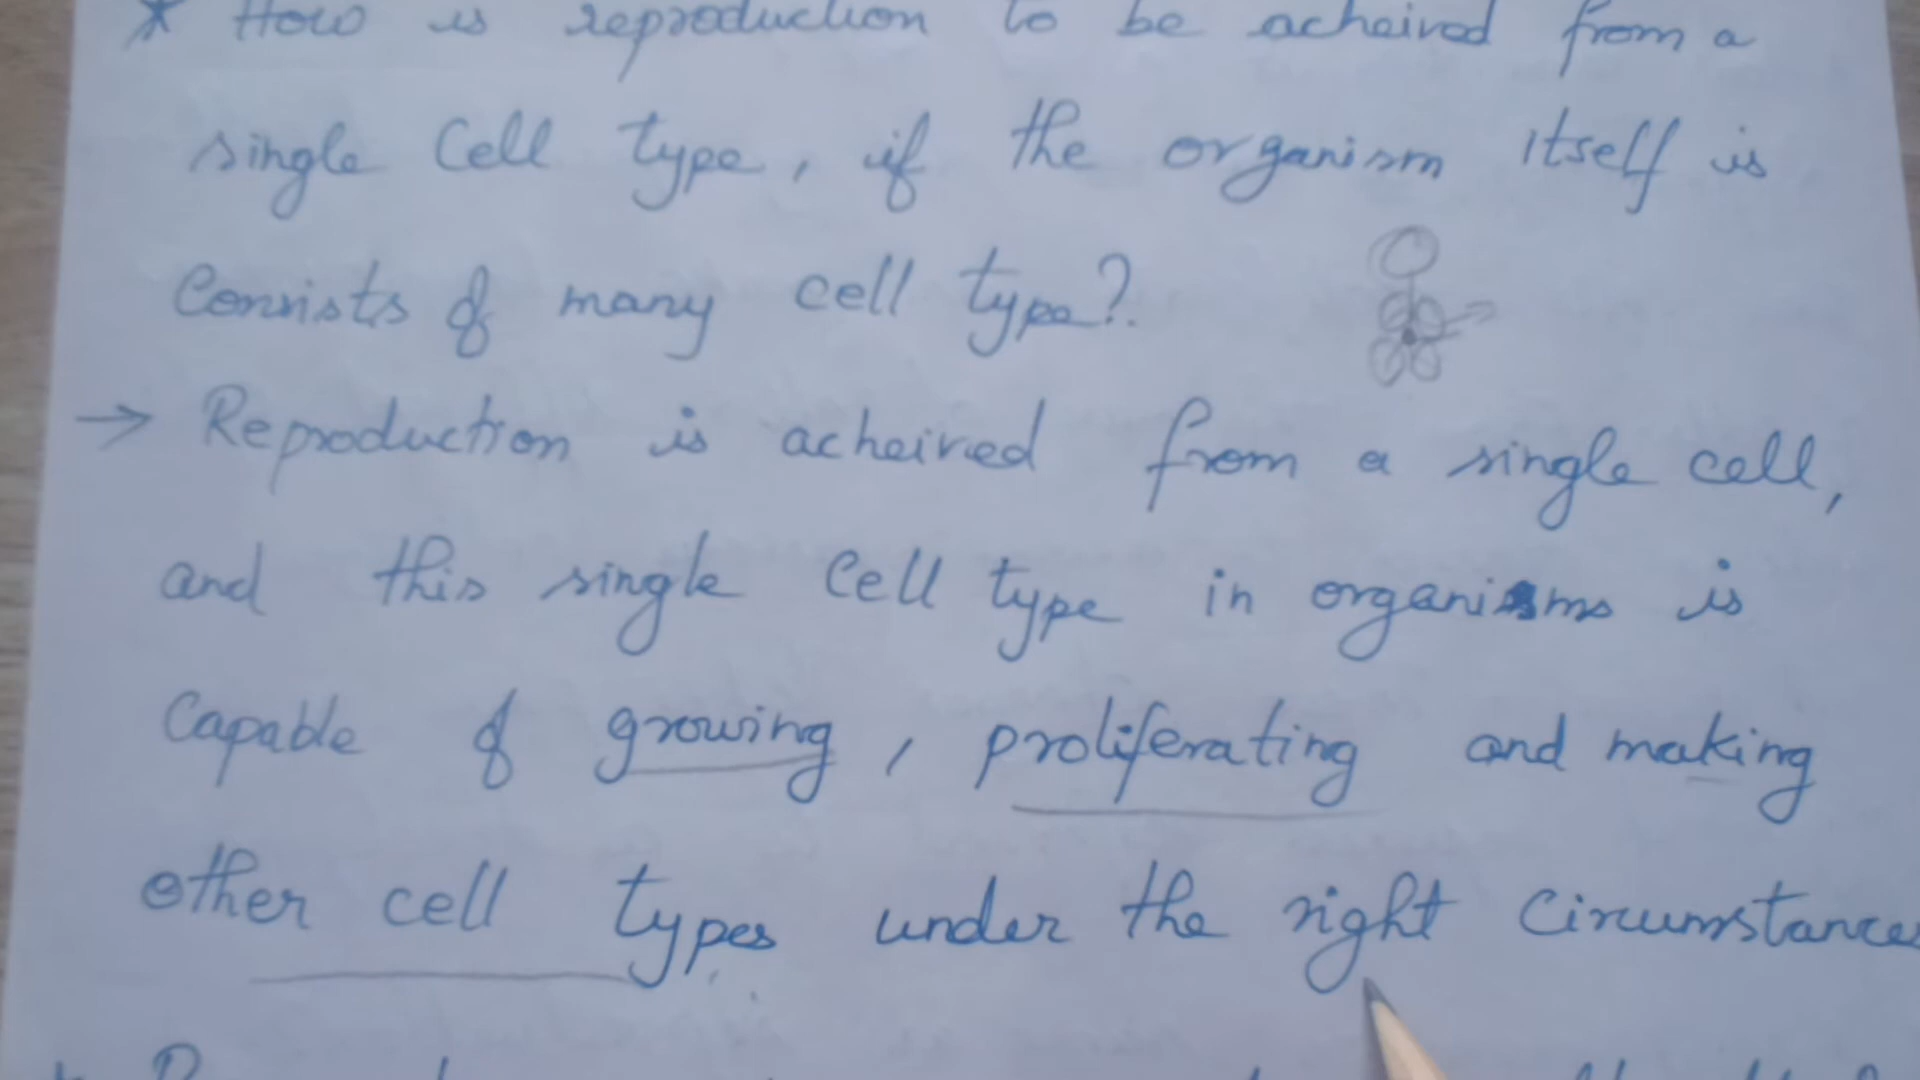 * How is reproduction to be acheived from a
single Cell type, if the organism itself is
Consists of many cell type?
→ Reproduction is acheived from a single cell,
and this single Cell type in organisms is
Capable of growing, proliferating and making
other cell types under the right Circumstances